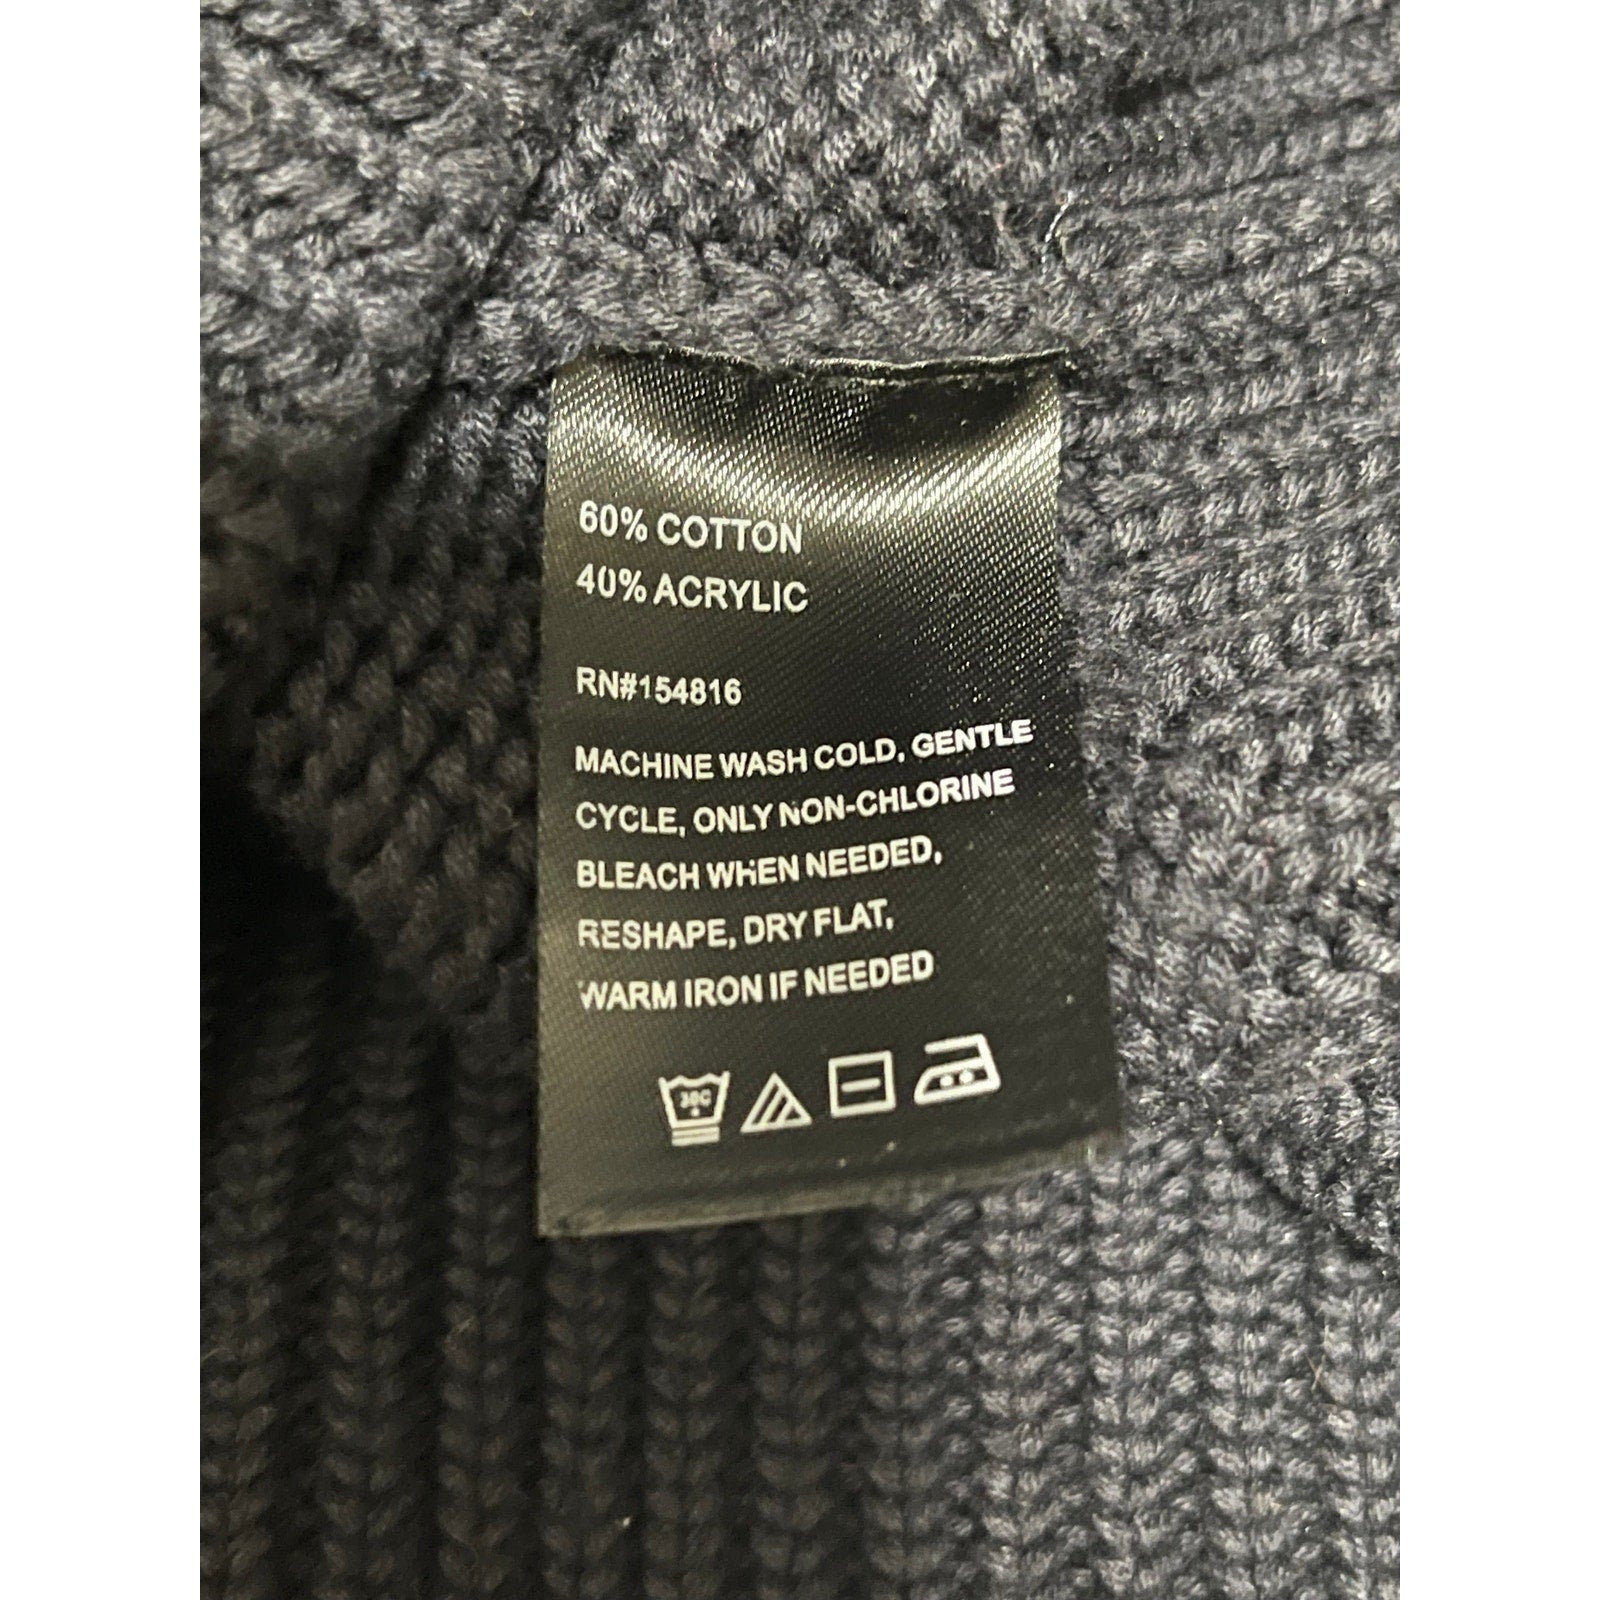 60% COTTON
40% ACRYLIC
RN#154816
MACHINE WASH COLD, GENTLE
CYCLE, ONLY NON-CHLORINE
BLEACH WHEN NEEDED,
RESHAPE, DRY FLAT,
WARM IRON IF NEEDED
30C